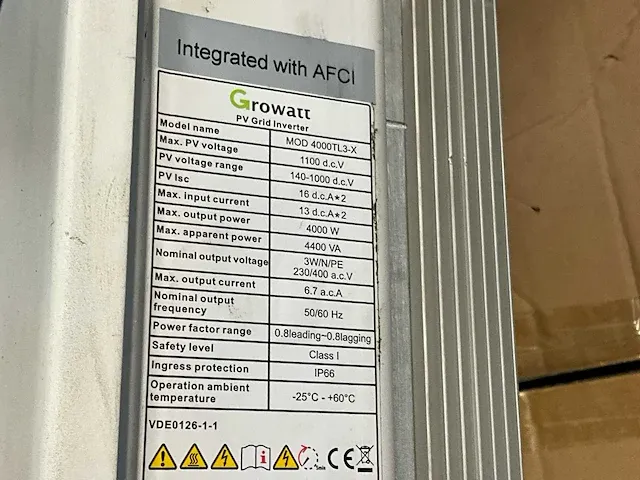 Integrated with AFCI
Growatt
PV Grid Inverter
Model name MOD 4000TL3-X
Max. PV voltage 1100 d.c.V
PV voltage range 140-1000 d.c.V
PV Isc 16 d.c.A*2
Max. input current 13 d.c.A*2
Max. output power 4000 W
Max. apparent power 4400 VA
Nominal output voltage 3W/N/PE
230/400 a.c.V
Max. output current 6.7 a.c.A
Nominal output
frequency 50/60 Hz
Power factor range 0.8leading~0.8lagging
Safety level Class I
Ingress protection IP66
Operation ambient
temperature -25°C - +60°C
VDE0126-1-1
CE